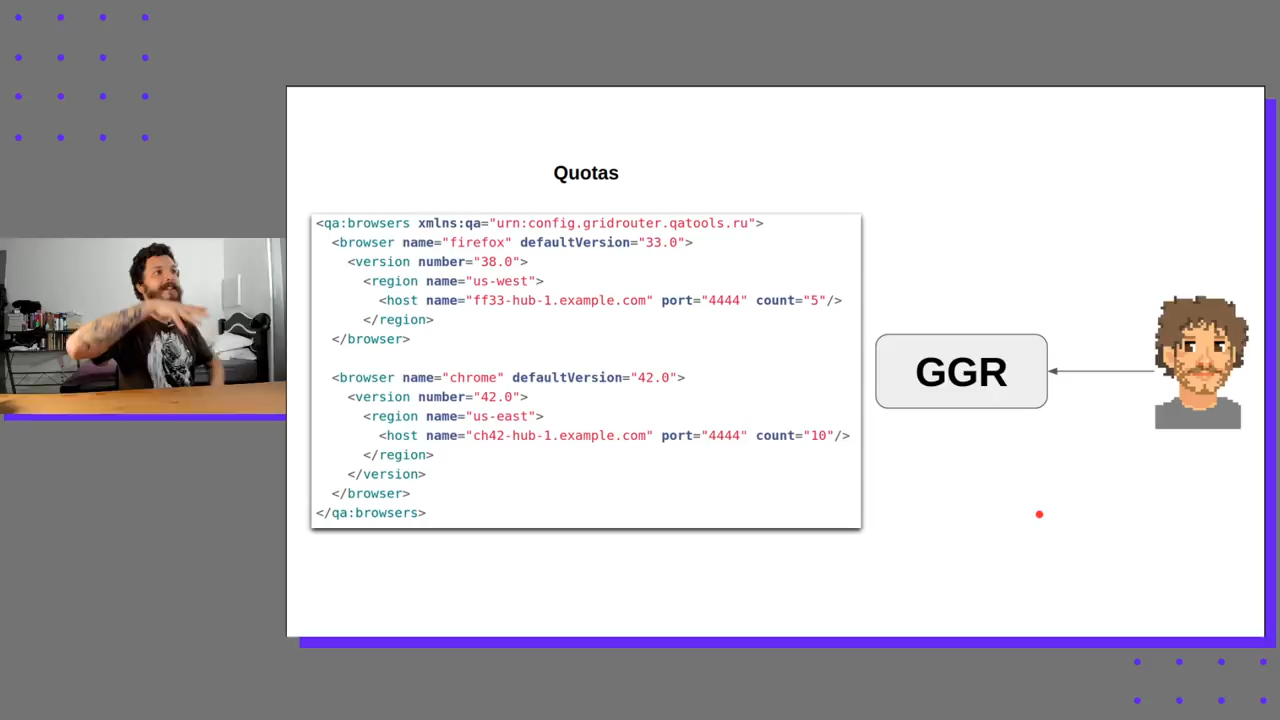 Quotas
<qa:browsers xmlns:qa="urn:config.gridrouter.qatools.ru">
  <browser name="firefox" defaultVersion="33.0">
    <version number="38.0">
      <region name="us-west">
        <host name="ff33-hub-1.example.com" port="4444" count="5"/>
      </region>
  </browser>

  <browser name="chrome" defaultVersion="42.0">
    <version number="42.0">
      <region name="us-east">
        <host name="ch42-hub-1.example.com" port="4444" count="10"/>
      </region>
    </version>
  </browser>
</qa:browsers>
GGR